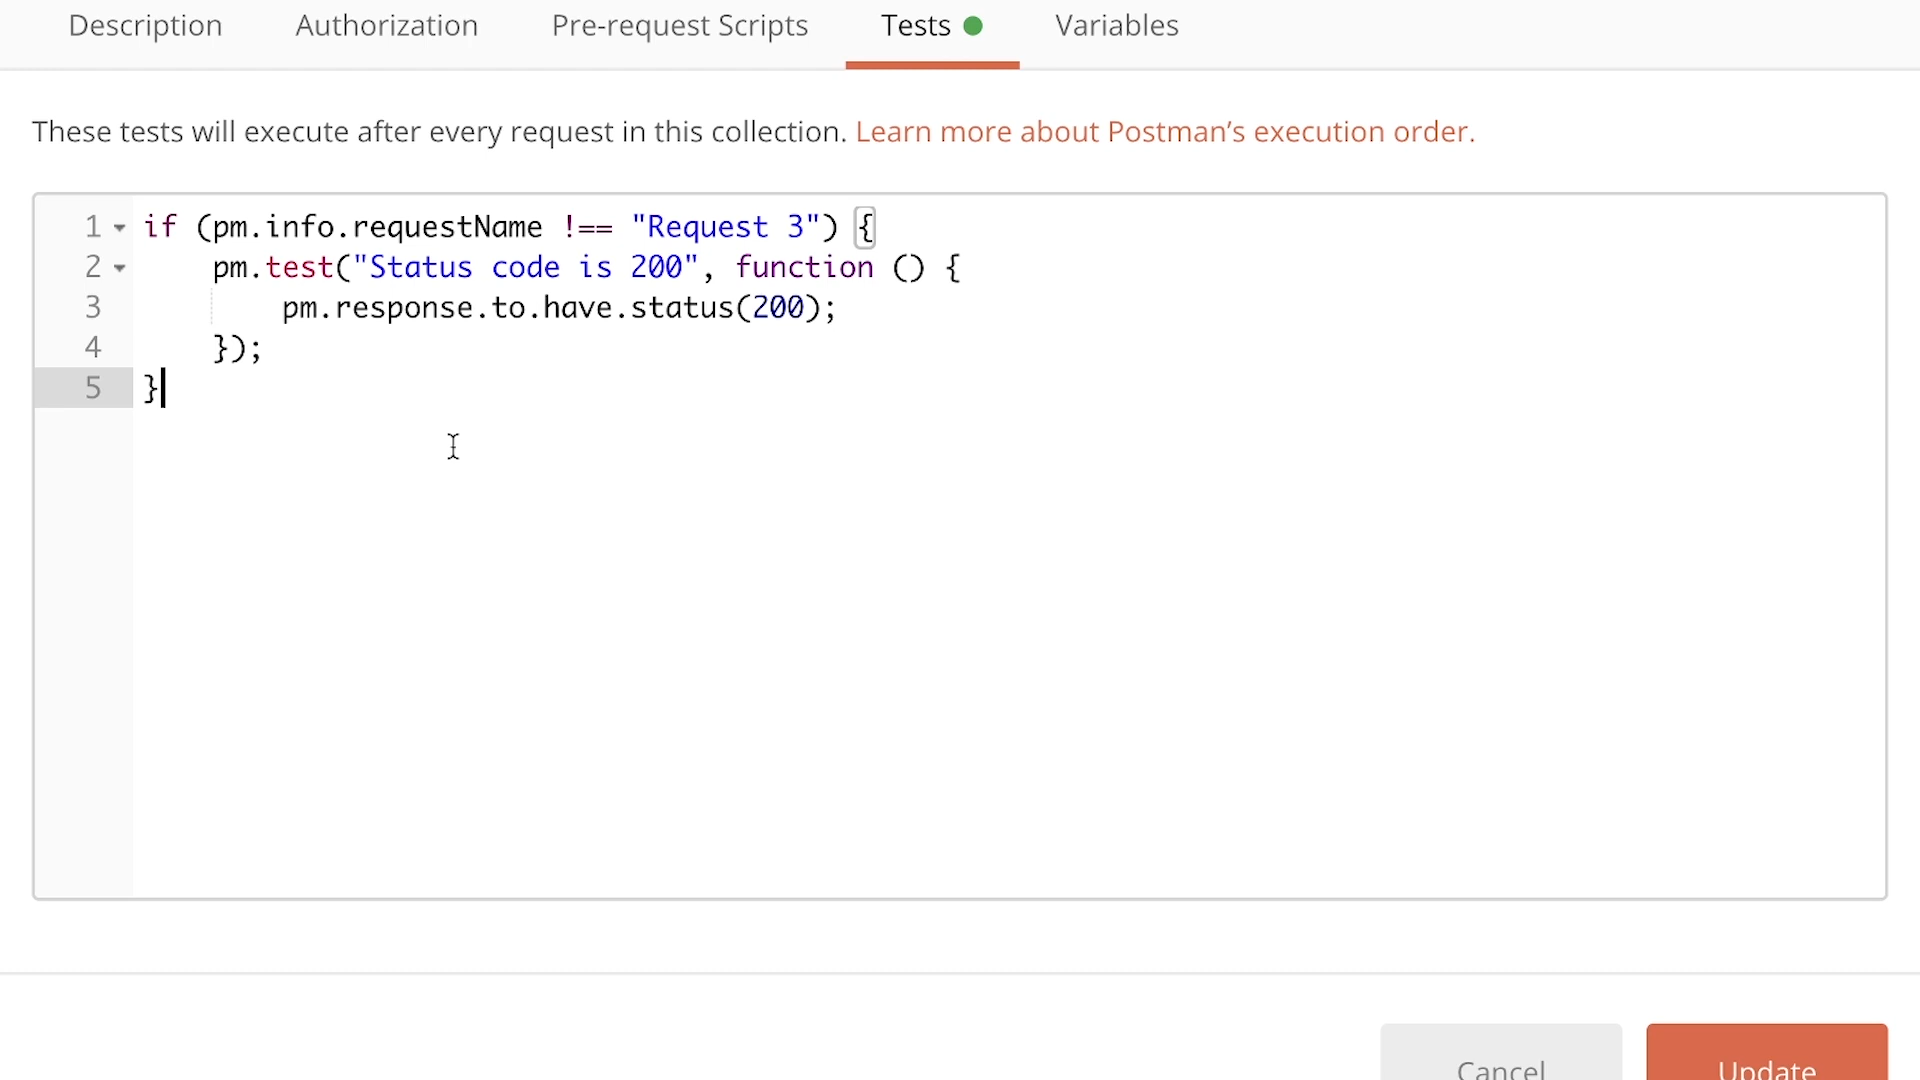 Description Authorization Pre-request Scripts Tests Variables
These tests will execute after every request in this collection. Learn more about Postman’s execution order.
1 if (pm.info.requestName !== "Request 3") {
2     pm.test("Status code is 200", function () {
3         pm.response.to.have.status(200);
4     });
5 }
Cancel Update